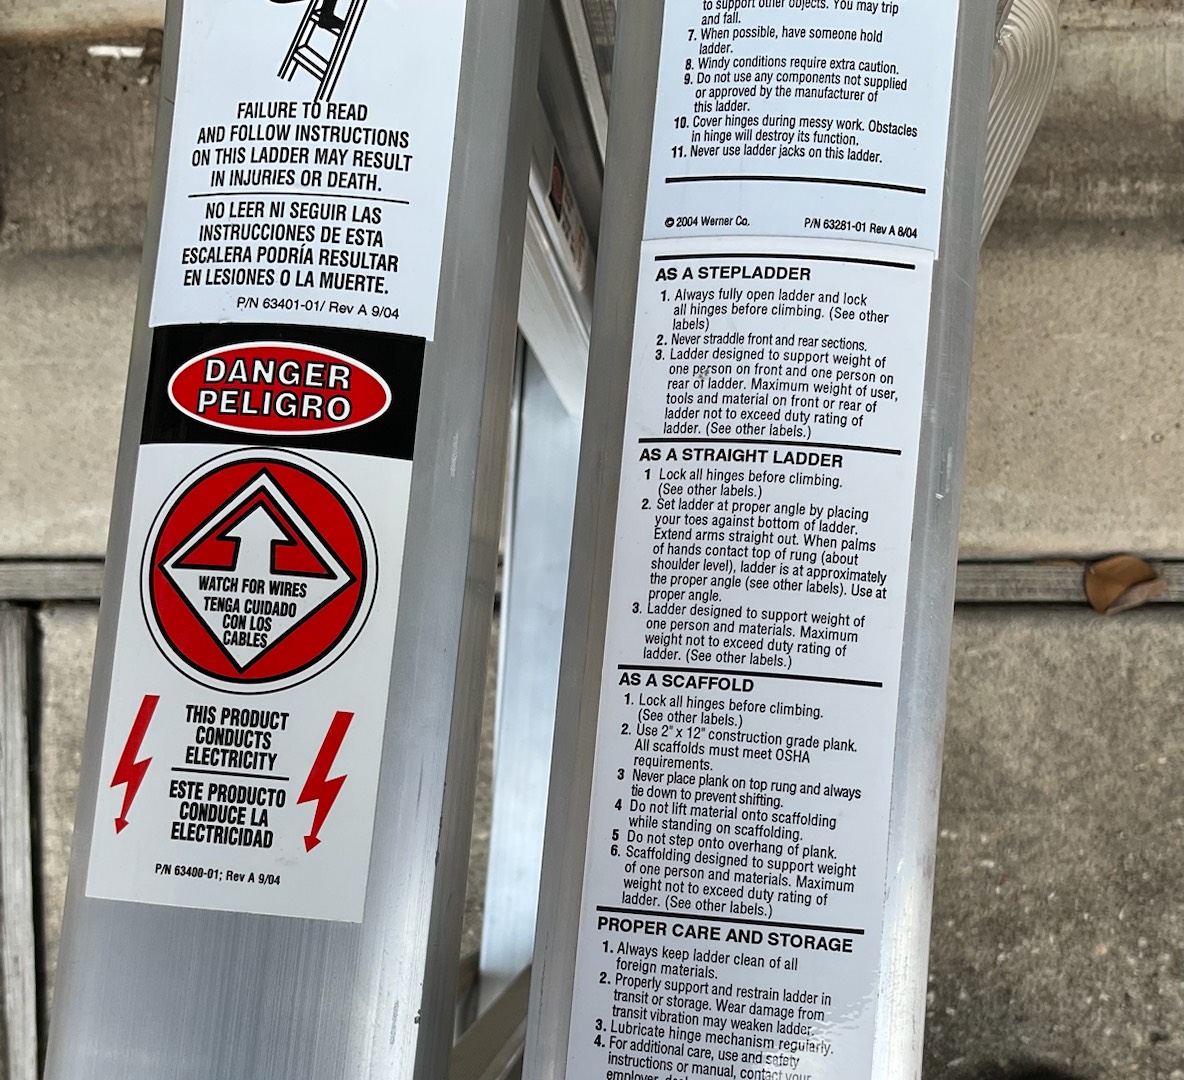 FAILURE TO READ
AND FOLLOW INSTRUCTIONS
ON THIS LADDER MAY RESULT
IN INJURIES OR DEATH.
NO LEER NI SEGUIR LAS
INSTRUCCIONES DE ESTA
ESCALERA PODRÍA RESULTAR
EN LESIONES O LA MUERTE.
P/N 63401-01/ Rev A 9/04
DANGER
PELIGRO
WATCH FOR WIRES
TENGA CUIDADO
CON LOS
CABLES
THIS PRODUCT
CONDUCTS
ELECTRICITY
ESTE PRODUCTO
CONDUCE LA
ELECTRICIDAD
P/N 63400-01; Rev A 9/04
to support other objects. You may trip
and fall.
7. When possible, have someone hold
ladder.
8. Windy conditions require extra caution.
9. Do not use any components not supplied
or approved by the manufacturer of
this ladder.
10. Cover hinges during messy work. Obstacles
in hinge will destroy its function.
11. Never use ladder jacks on this ladder.
© 2004 Werner Co. P/N 63281-01 Rev A 8/04
AS A STEPLADDER
1. Always fully open ladder and lock
all hinges before climbing. (See other
labels)
2. Never straddle front and rear sections.
3. Ladder designed to support weight of
one person on front and one person on
rear of ladder. Maximum weight of user,
tools and material on front or rear of
ladder not to exceed duty rating of
ladder. (See other labels.)
AS A STRAIGHT LADDER
1 Lock all hinges before climbing.
(See other labels.)
2. Set ladder at proper angle by placing
your toes against bottom of ladder.
Extend arms straight out. When palms
of hands contact top of rung (about
shoulder level), ladder is at approximately
the proper angle (see other labels). Use at
proper angle.
3. Ladder designed to support weight of
one person and materials. Maximum
weight not to exceed duty rating of
ladder. (See other labels.)
AS A SCAFFOLD
1. Lock all hinges before climbing.
(See other labels.)
2. Use 2" x 12" construction grade plank.
All scaffolds must meet OSHA
requirements.
3 Never place plank on top rung and always
tie down to prevent shifting.
4 Do not lift material onto scaffolding
while standing on scaffolding.
5 Do not step onto overhang of plank.
6. Scaffolding designed to support weight
of one person and materials. Maximum
weight not to exceed duty rating of
ladder. (See other labels.)
PROPER CARE AND STORAGE
1. Always keep ladder clean of all
foreign materials.
2. Properly support and restrain ladder in
transit or storage. Wear damage from
transit vibration may weaken ladder.
3. Lubricate hinge mechanism regularly.
4. For additional care, use and safety
instructions or manual, contact your
employer,